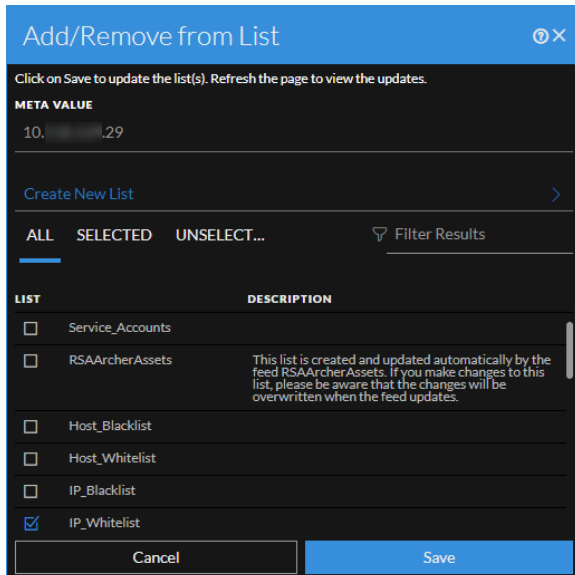 Add/Remove from List
Click on Save to update the list(s). Refresh the page to view the updates.
META VALUE
10. .29
Create New List
ALL SELECTED UNSELECT... Filter Results
LIST DESCRIPTION
Service_Accounts
RSAArcherAssets This list is created and updated automatically by the
feed RSAArcherAssets. If you make changes to this
list, please be aware that the changes will be
overwritten when the feed updates.
Host_Blacklist
Host_Whitelist
IP_Blacklist
IP_Whitelist
Cancel Save